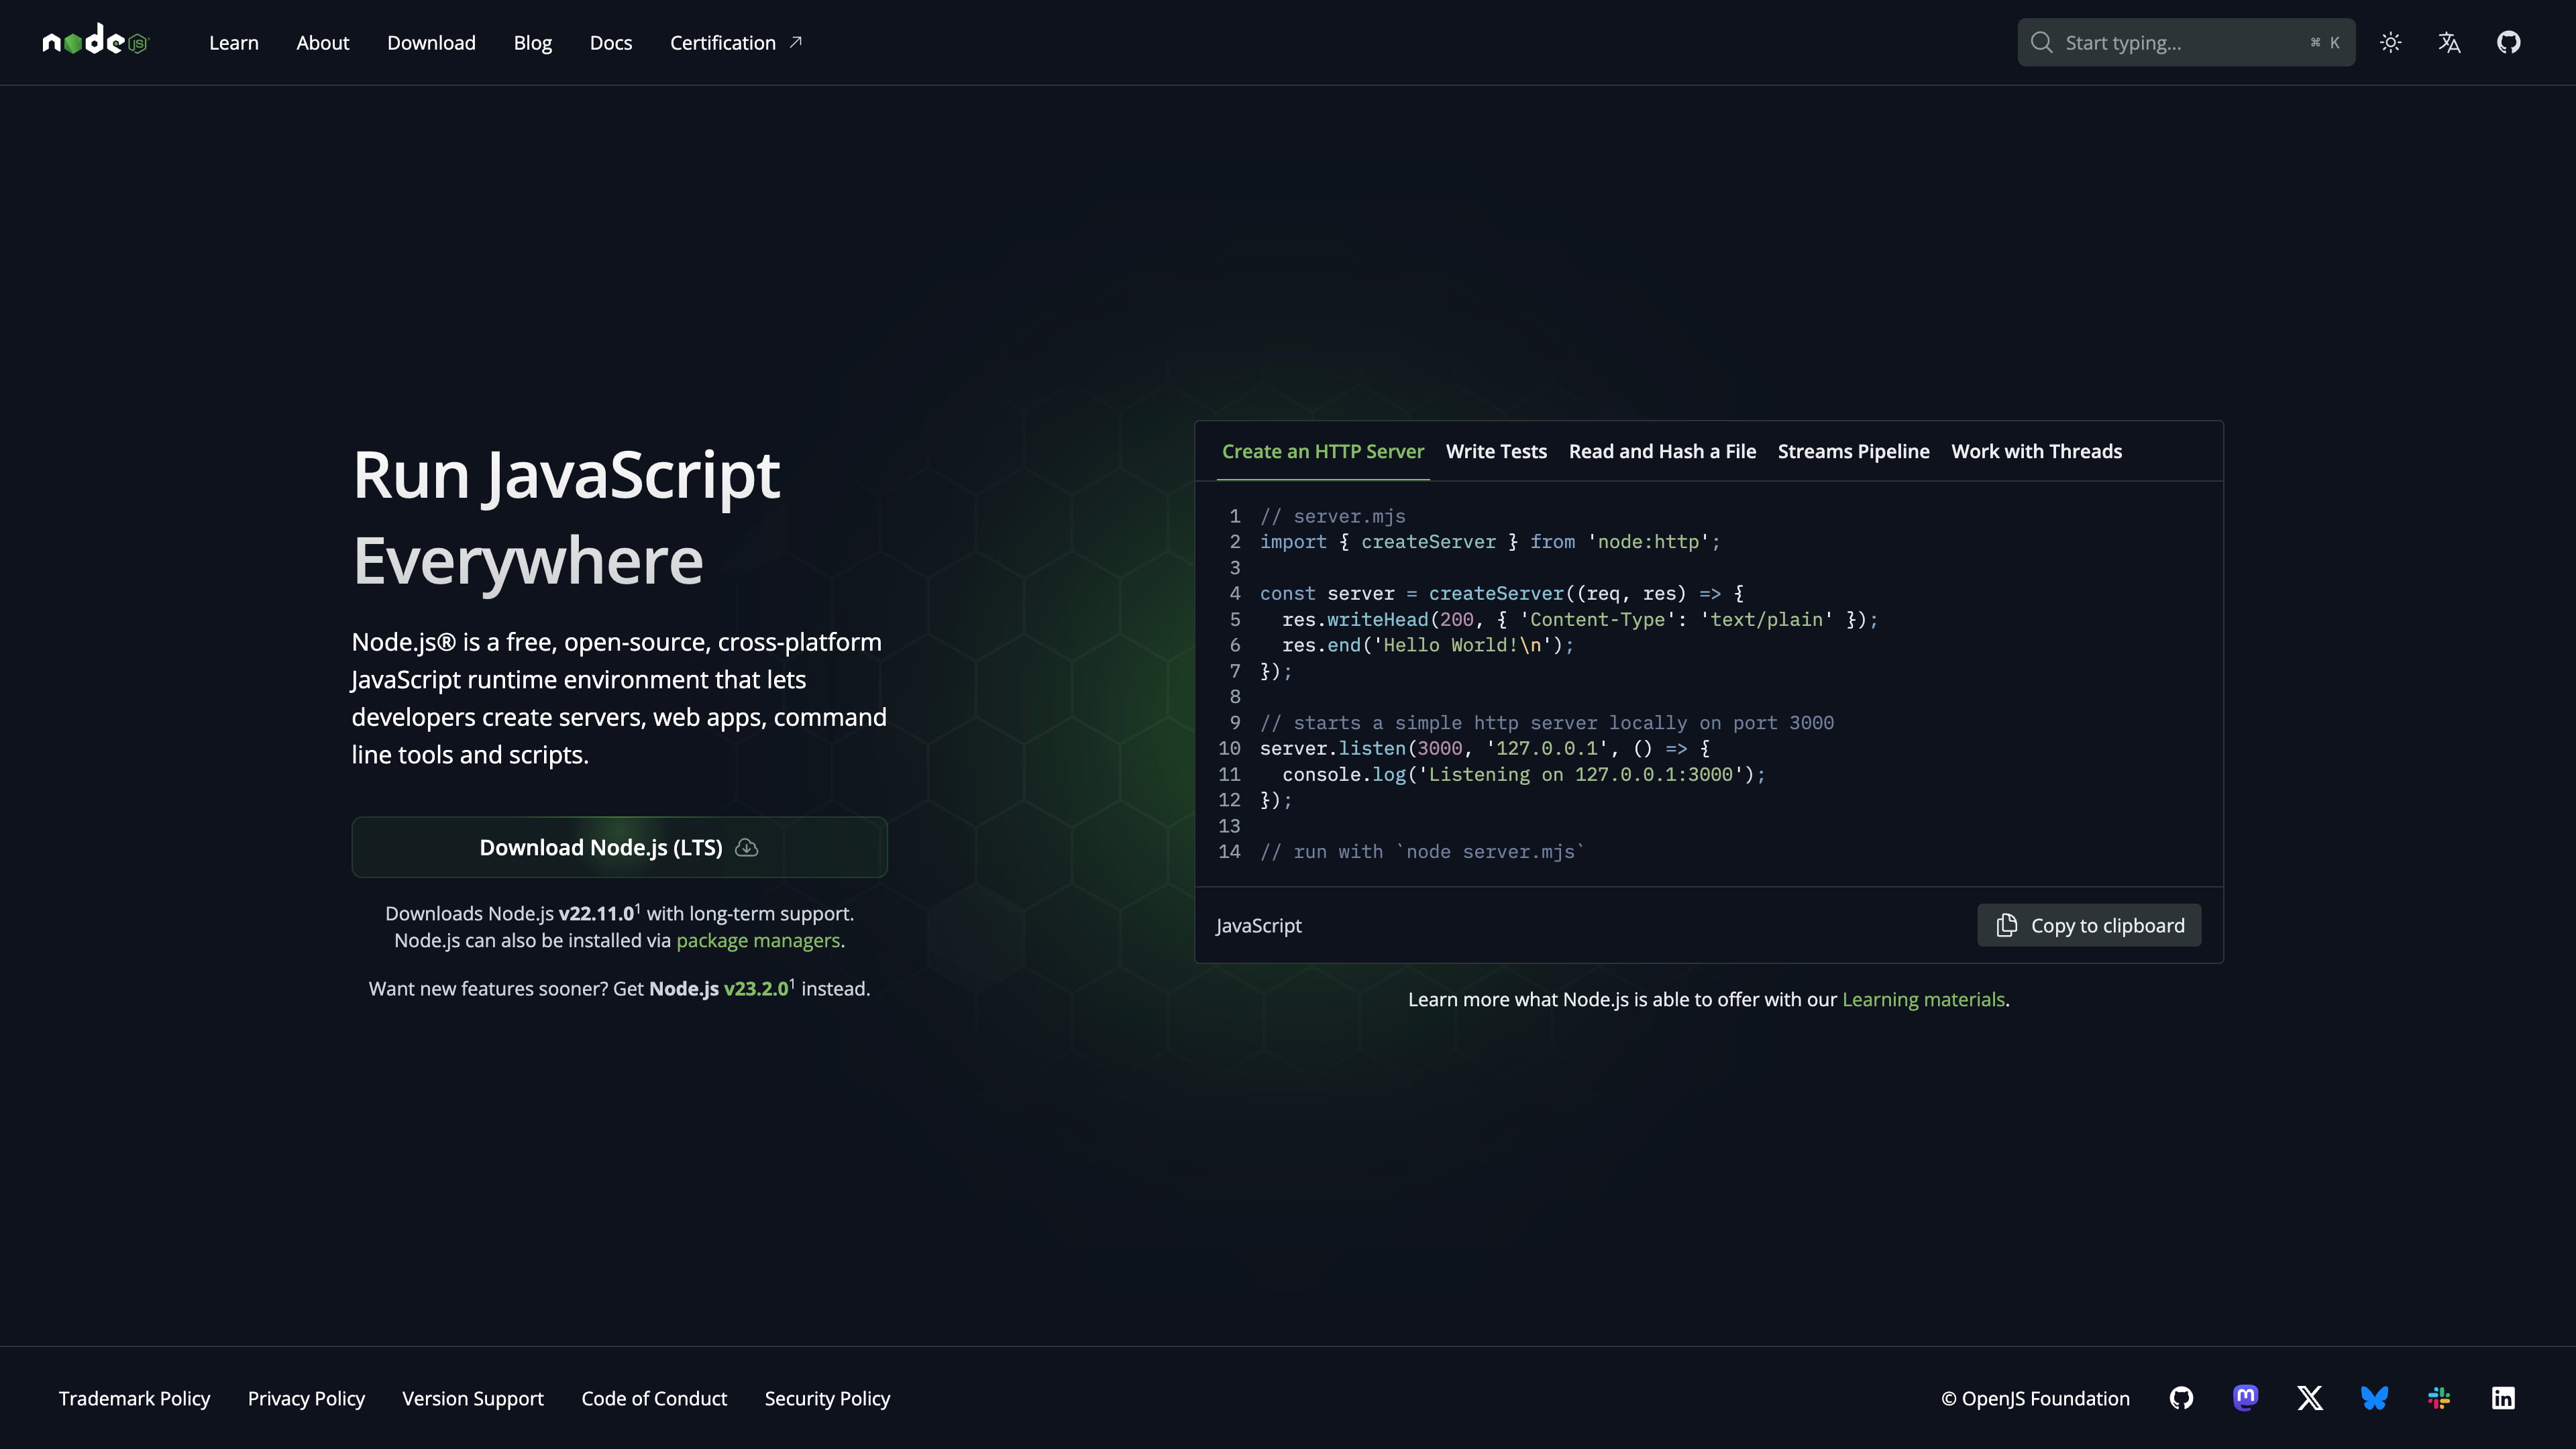 node JS
Learn
About
Download
Blog
Docs
Certification
Start typing...
⌘ K
Run JavaScript
Everywhere
Node.js® is a free, open-source, cross-platform
JavaScript runtime environment that lets
developers create servers, web apps, command
line tools and scripts.
Download Node.js (LTS)
Downloads Node.js v22.11.0¹ with long-term support.
Node.js can also be installed via package managers.
Want new features sooner? Get Node.js v23.2.0¹ instead.
Create an HTTP Server
Write Tests
Read and Hash a File
Streams Pipeline
Work with Threads
1 // server.mjs
2 import { createServer } from 'node:http';
3
4 const server = createServer((req, res) => {
5   res.writeHead(200, { 'Content-Type': 'text/plain' });
6   res.end('Hello World!\n');
7 });
8
9 // starts a simple http server locally on port 3000
10 server.listen(3000, '127.0.0.1', () => {
11   console.log('Listening on 127.0.0.1:3000');
12 });
13
14 // run with `node server.mjs`
JavaScript
Copy to clipboard
Learn more what Node.js is able to offer with our Learning materials.
Trademark Policy
Privacy Policy
Version Support
Code of Conduct
Security Policy
© OpenJS Foundation